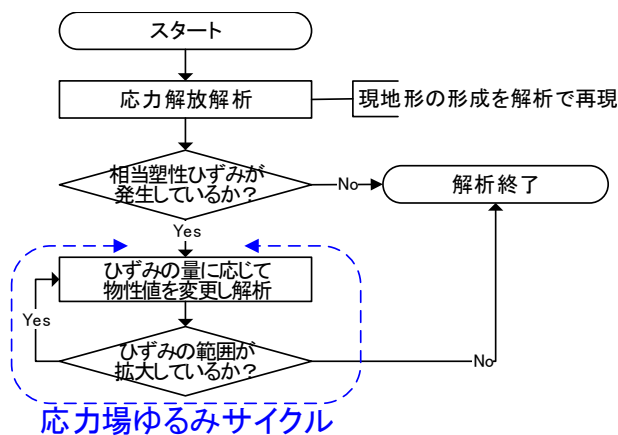 スタート
応力解放解析
現地形の形成を解析で再現
相当塑性ひずみが
発生しているか？
No
解析終了
Yes
ひずみの量に応じて
物性値を変更し解析
Yes
ひずみの範囲が
拡大しているか？
No
応力場ゆるみサイクル